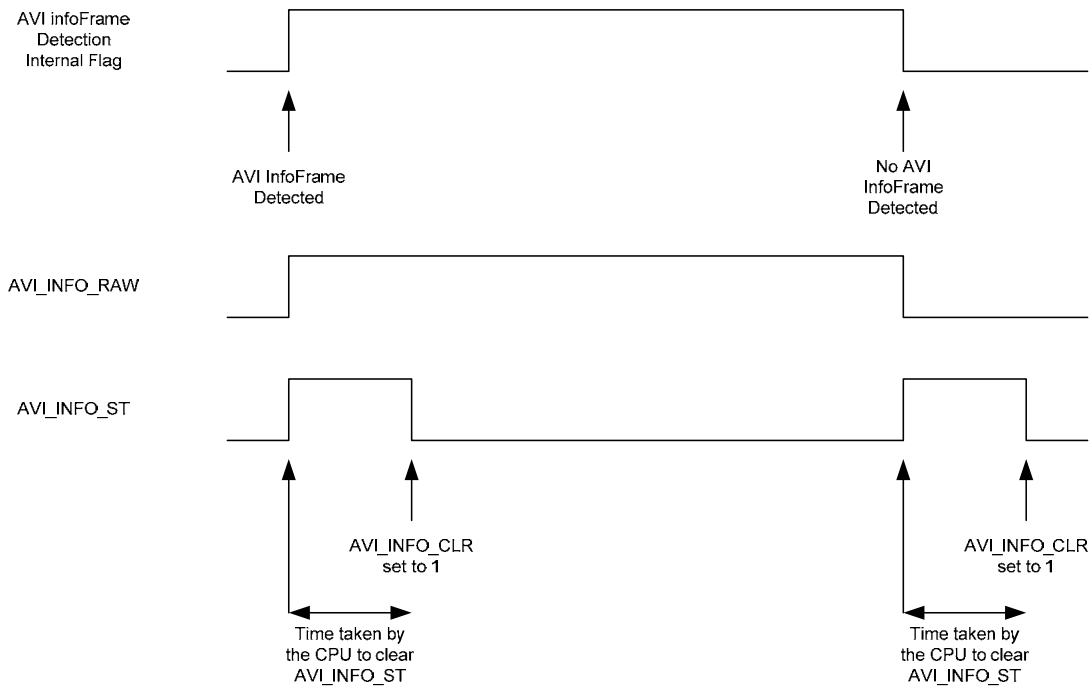 AVI infoFrame
Detection
Internal Flag
AVI InfoFrame
Detected
No AVI
InfoFrame
Detected
AVI_INFO_RAW
AVI_INFO_ST
AVI_INFO_CLR
set to 1
AVI_INFO_CLR
set to 1
Time taken by
the CPU to clear
AVI_INFO_ST
Time taken by
the CPU to clear
AVI_INFO_ST